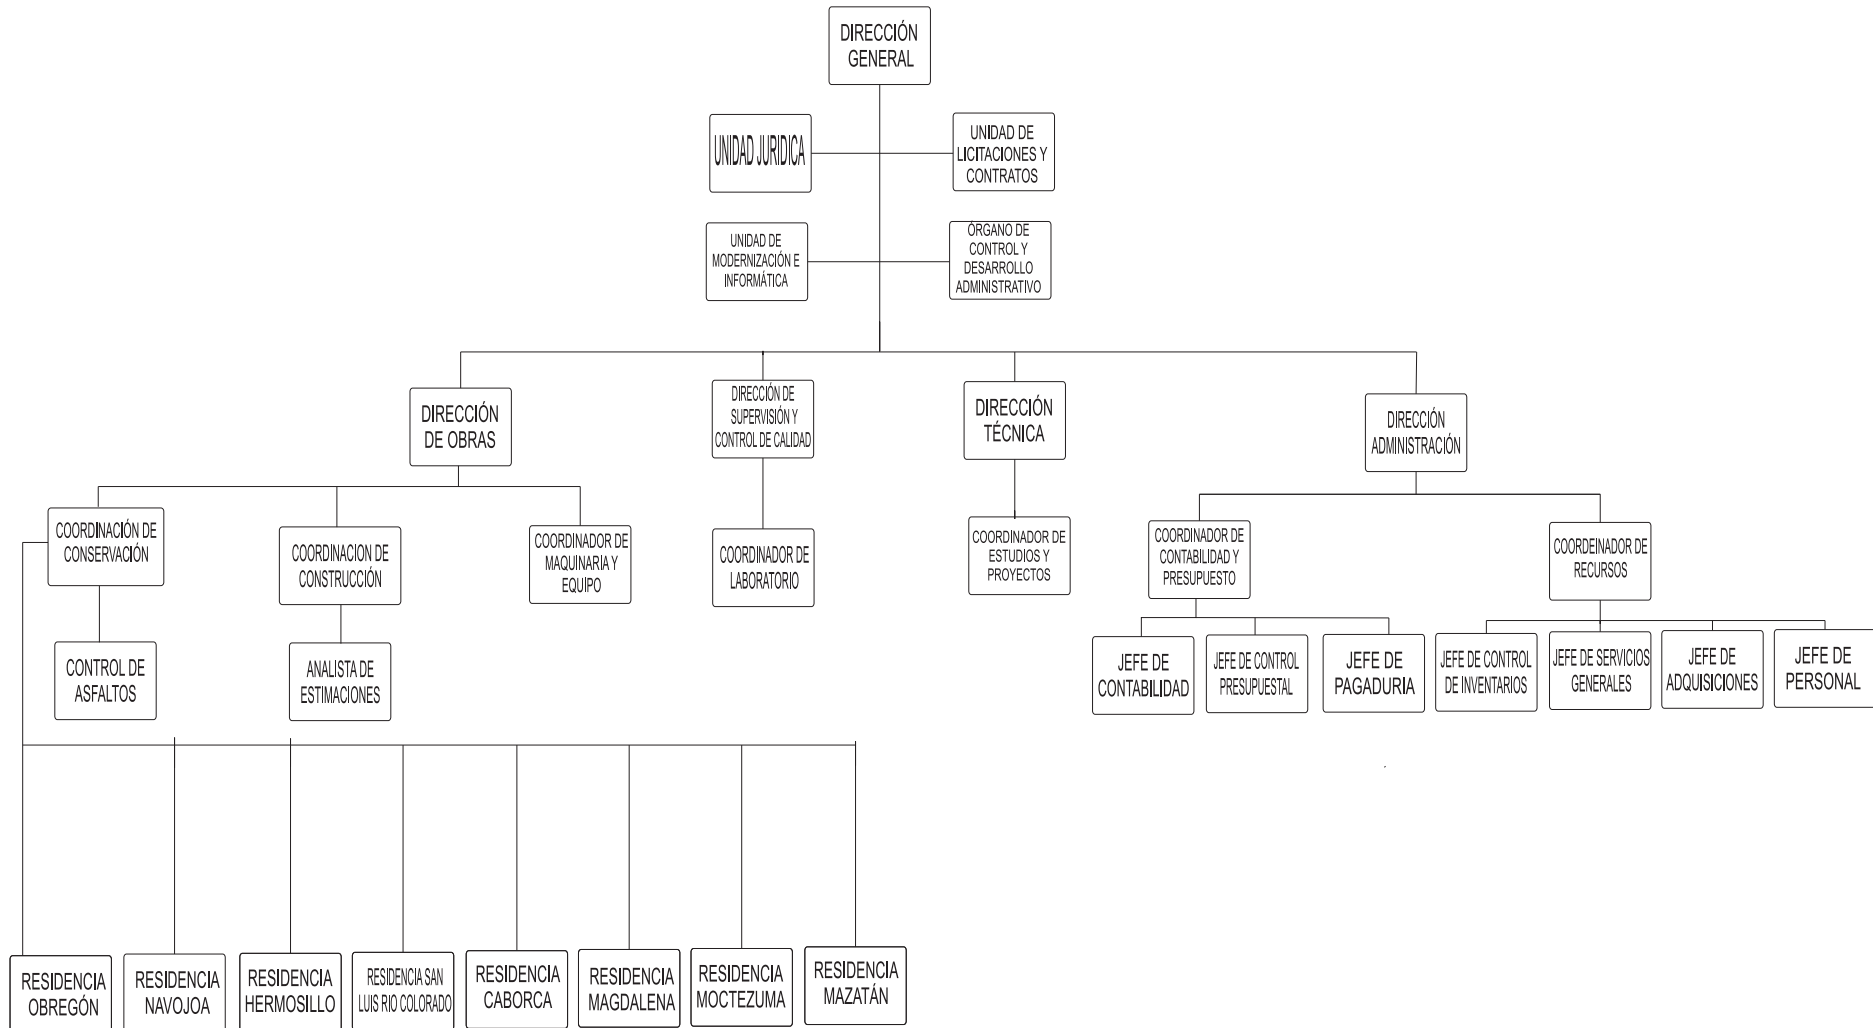 DIRECCIÓN
GENERAL
UNIDAD JURIDICA
UNIDAD DE
LICITACIONES Y
CONTRATOS
UNIDAD DE
MODERNIZACIÓN E
INFORMÁTICA
ÓRGANO DE
CONTROL Y
DESARROLLO
ADMINISTRATIVO
DIRECCIÓN
DE OBRAS
DIRECCIÓN DE
SUPERVISIÓN Y
CONTROL DE CALIDAD
DIRECCIÓN
TÉCNICA
DIRECCIÓN
ADMINISTRACIÓN
COORDINACIÓN DE
CONSERVACIÓN
COORDINACION DE
CONSTRUCCIÓN
COORDINADOR DE
MAQUINARIA Y
EQUIPO
COORDINADOR DE
LABORATORIO
COORDINADOR DE
ESTUDIOS Y
PROYECTOS
COORDINADOR DE
CONTABILIDAD Y
PRESUPUESTO
COORDEINADOR DE
RECURSOS
CONTROL DE
ASFALTOS
ANALISTA DE
ESTIMACIONES
JEFE DE
CONTABILIDAD
JEFE DE CONTROL
PRESUPUESTAL
JEFE DE
PAGADURIA
JEFE DE CONTROL
DE INVENTARIOS
JEFE DE SERVICIOS
GENERALES
JEFE DE
ADQUISICIONES
JEFE DE
PERSONAL
RESIDENCIA
OBREGÓN
RESIDENCIA
NAVOJOA
RESIDENCIA
HERMOSILLO
RESIDENCIA SAN
LUIS RIO COLORADO
RESIDENCIA
CABORCA
RESIDENCIA
MAGDALENA
RESIDENCIA
MOCTEZUMA
RESIDENCIA
MAZATÁN